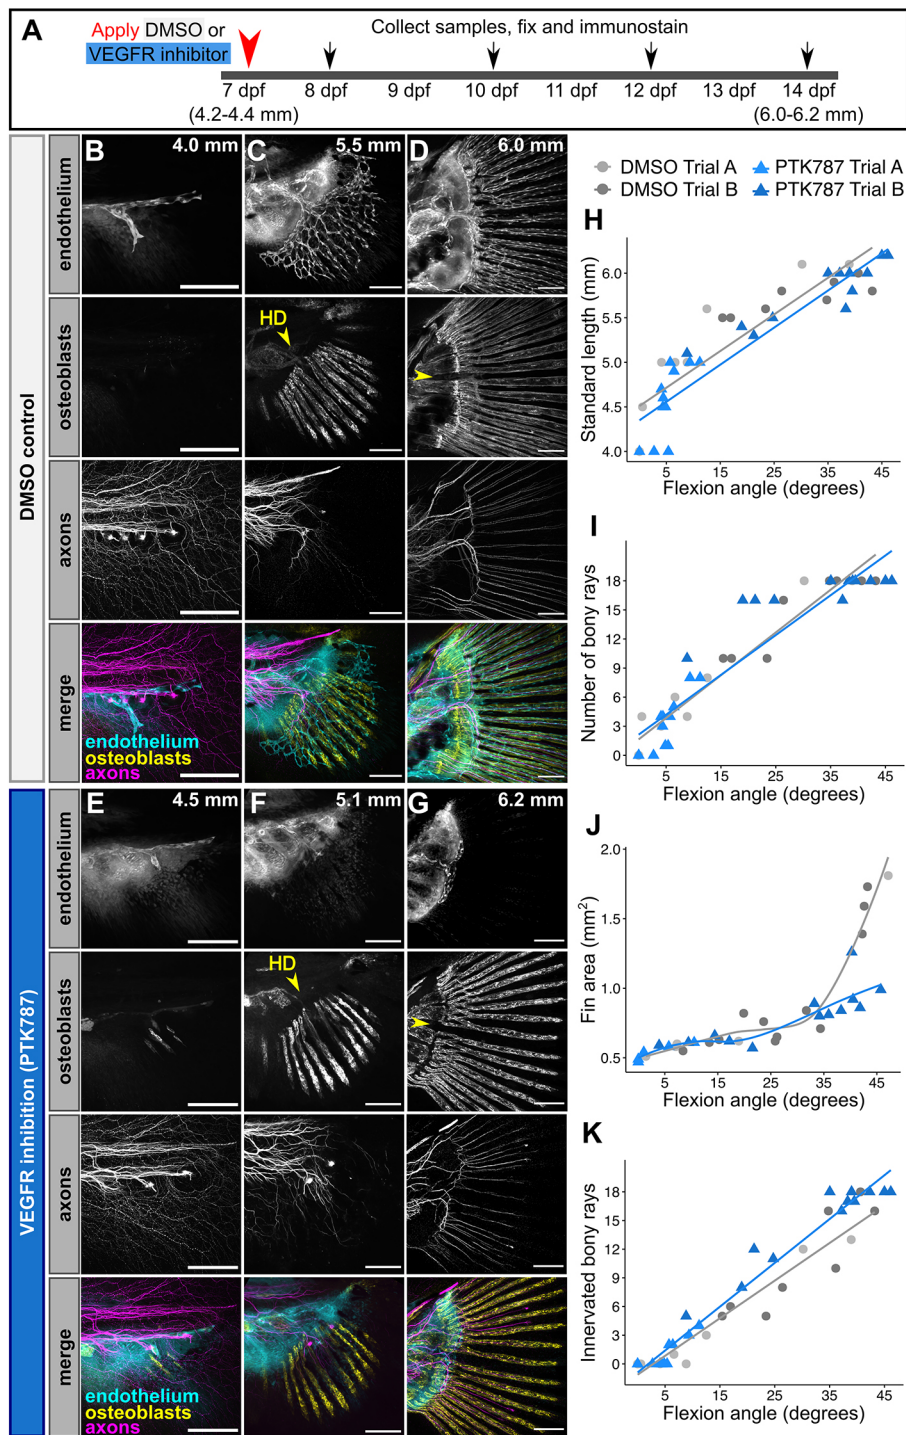 A
Apply DMSO or
VEGFR inhibitor
Collect samples, fix and immunostain
7 dpf 8 dpf 9 dpf 10 dpf 11 dpf 12 dpf 13 dpf 14 dpf
(4.2-4.4 mm) (6.0-6.2 mm)
DMSO control
B 4.0 mm C 5.5 mm D 6.0 mm
endothelium
osteoblasts
HD
axons
merge
endothelium
osteoblasts
axons
VEGFR inhibition (PTK787)
E 4.5 mm F 5.1 mm G 6.2 mm
endothelium
osteoblasts
HD
axons
merge
endothelium
osteoblasts
axons
DMSO Trial A PTK787 Trial A
DMSO Trial B PTK787 Trial B
H
Standard length (mm)
6.0
5.5
5.0
4.5
4.0
5 15 25 35 45
Flexion angle (degrees)
I
Number of bony rays
18
15
12
9
6
3
0
5 15 25 35 45
Flexion angle (degrees)
J
Fin area (mm2)
2.0
1.5
1.0
0.5
5 15 25 35 45
Flexion angle (degrees)
K
Innervated bony rays
18
15
12
9
6
3
0
5 15 25 35 45
Flexion angle (degrees)